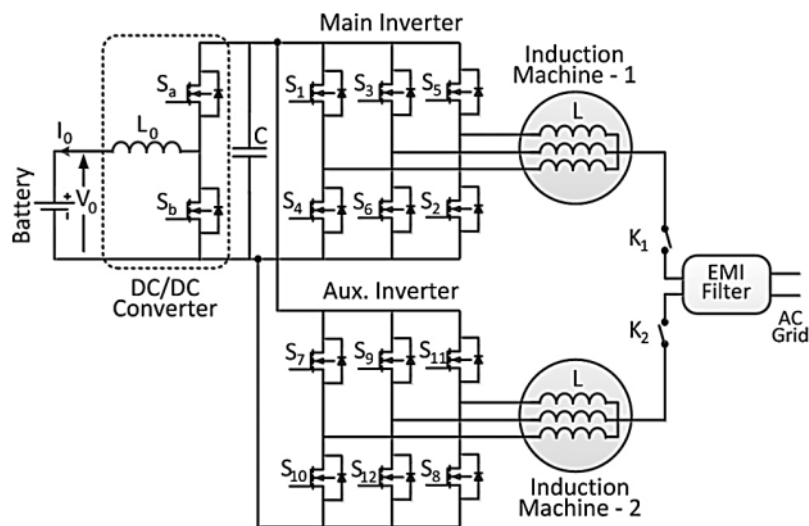 Main Inverter
Induction
Machine - 1
Sa
S1
S3
S5
L
L0
I0
C
Battery
+
-
V0
Sb
S4
S6
S2
K1
DC/DC
Converter
Aux. Inverter
EMI
Filter
AC
Grid
K2
S7
S9
S11
L
S10
S12
S8
Induction
Machine - 2